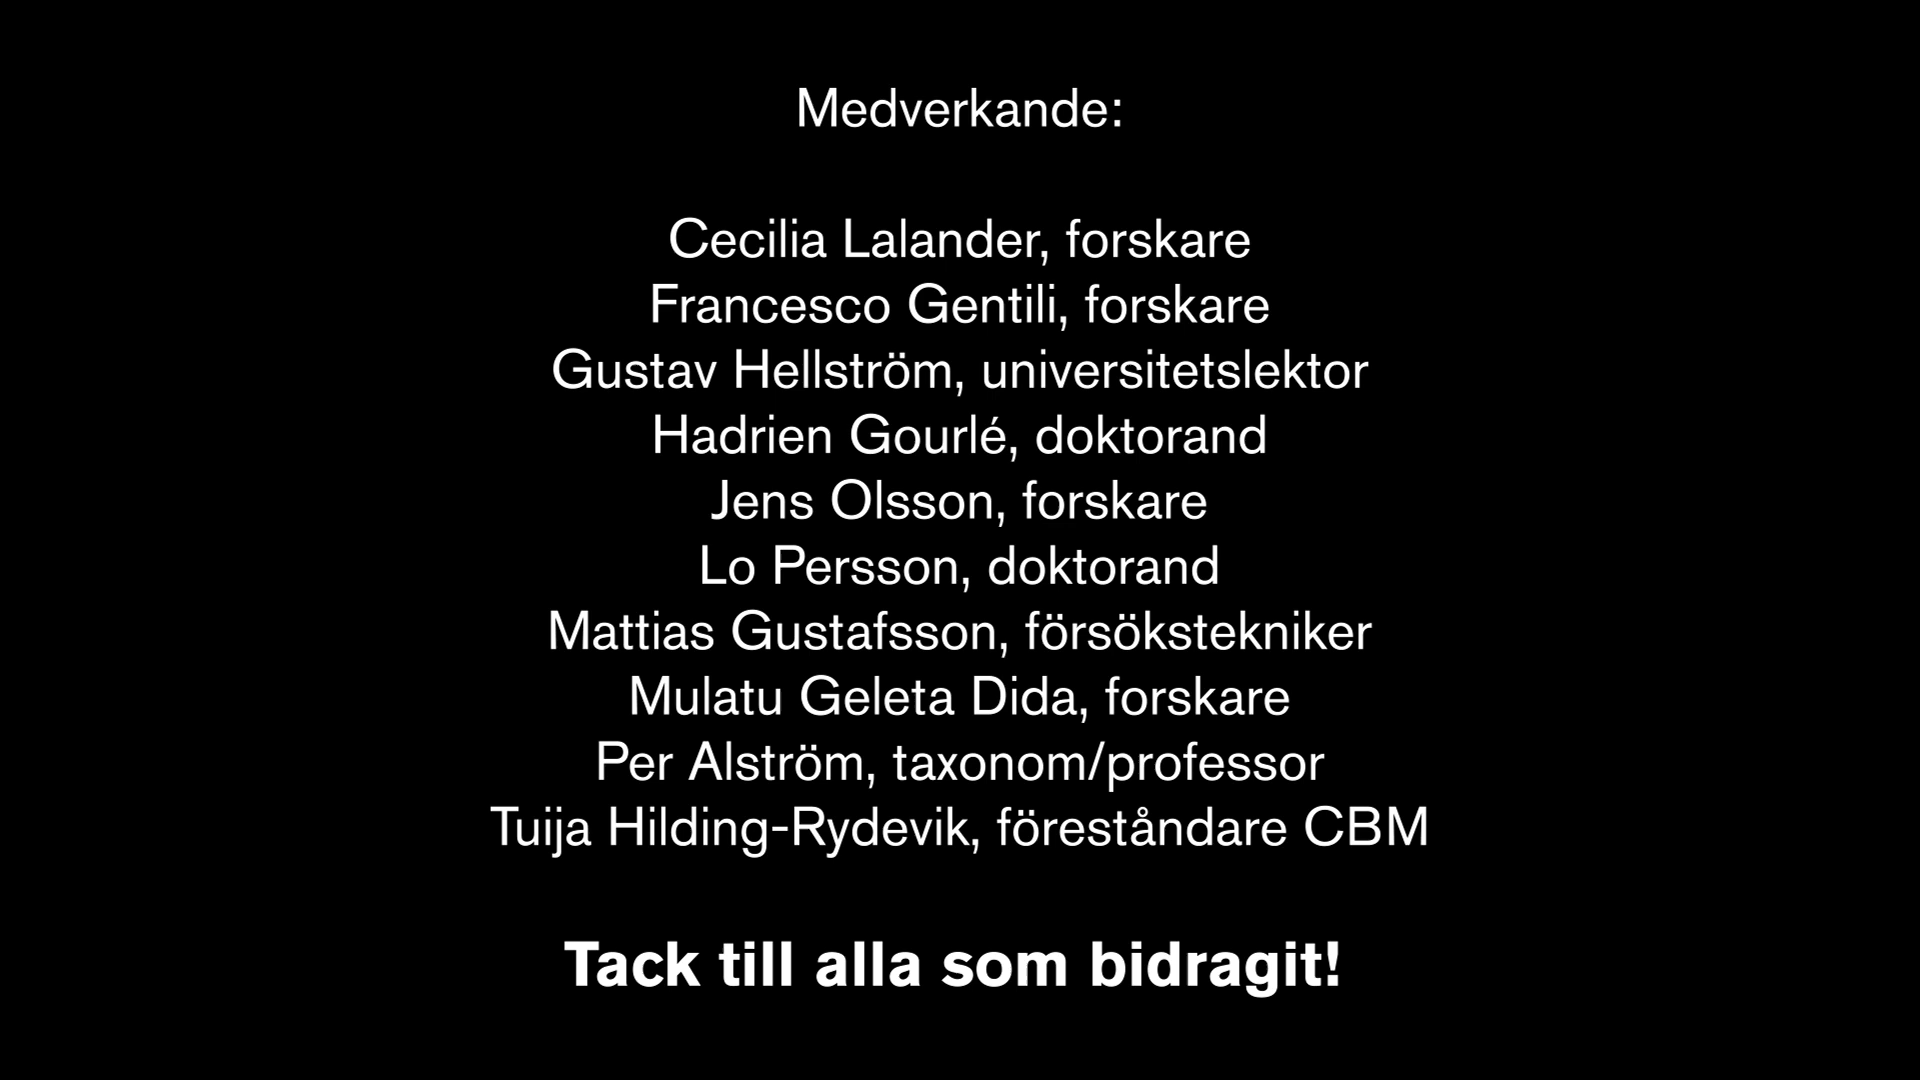 Medverkande:
Cecilia Lalander, forskare
Francesco Gentili, forskare
Gustav Hellström, universitetslektor
Hadrien Gourlé, doktorand
Jens Olsson, forskare
Lo Persson, doktorand
Mattias Gustafsson, försökstekniker
Mulatu Geleta Dida, forskare
Per Alström, taxonom/professor
Tuija Hilding-Rydevik, föreståndare CBM
Tack till alla som bidragit!